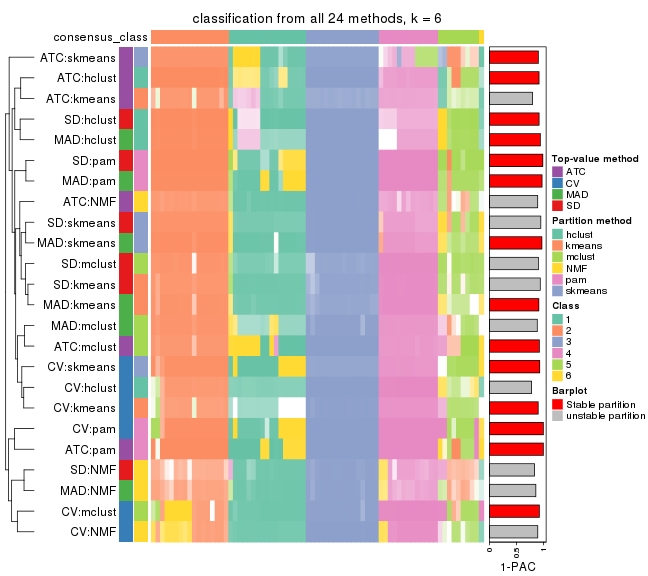 classification from all 24 methods, k = 6
consensus_class
ATC:skmeans
ATC:hclust
ATC:kmeans
SD:hclust
MAD:hclust
SD:pam
MAD:pam
ATC:NMF
SD:skmeans
MAD:skmeans
SD:mclust
SD:kmeans
MAD:kmeans
MAD:mclust
ATC:mclust
CV:skmeans
CV:hclust
CV:kmeans
CV:pam
ATC:pam
SD:NMF
MAD:NMF
CV:mclust
CV:NMF
0
0.5
1
1-PAC
Top-value method
ATC
CV
MAD
SD
Partition method
hclust
kmeans
mclust
NMF
pam
skmeans
Class
1
2
3
4
5
6
Barplot
Stable partition
unstable partition